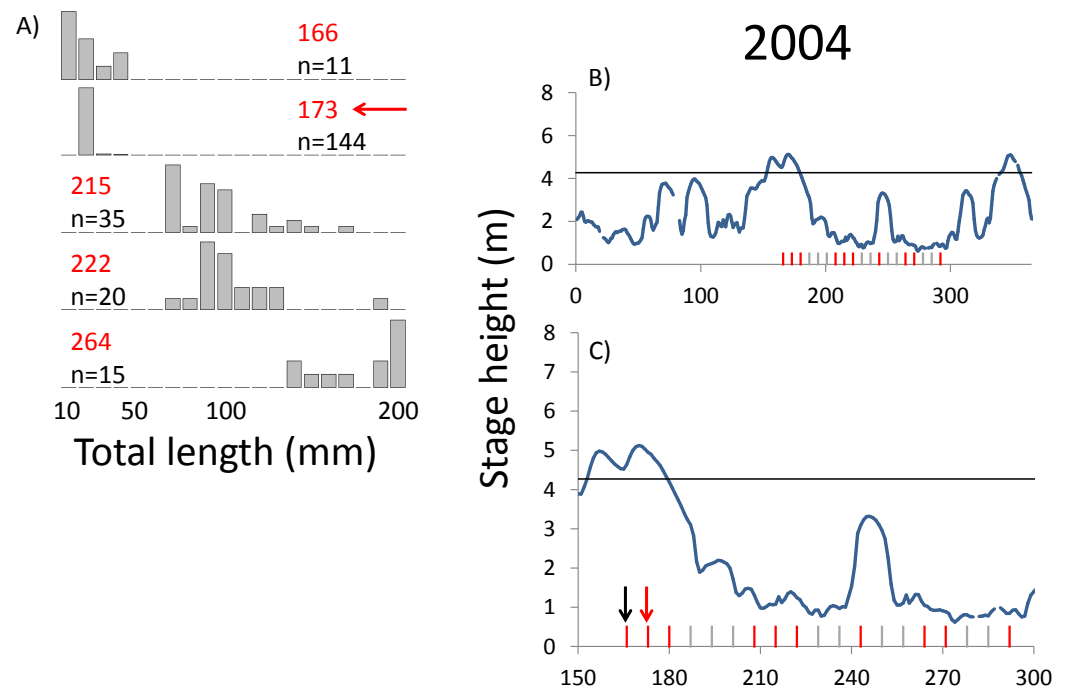 A)
166
n=11
173
n=144
215
n=35
222
n=20
264
n=15
10 50 100 200
Total length (mm)
2004
Stage height (m)
B)
8
6
4
2
0
0 100 200 300
C)
8
7
6
5
4
3
2
1
0
150 180 210 240 270 300